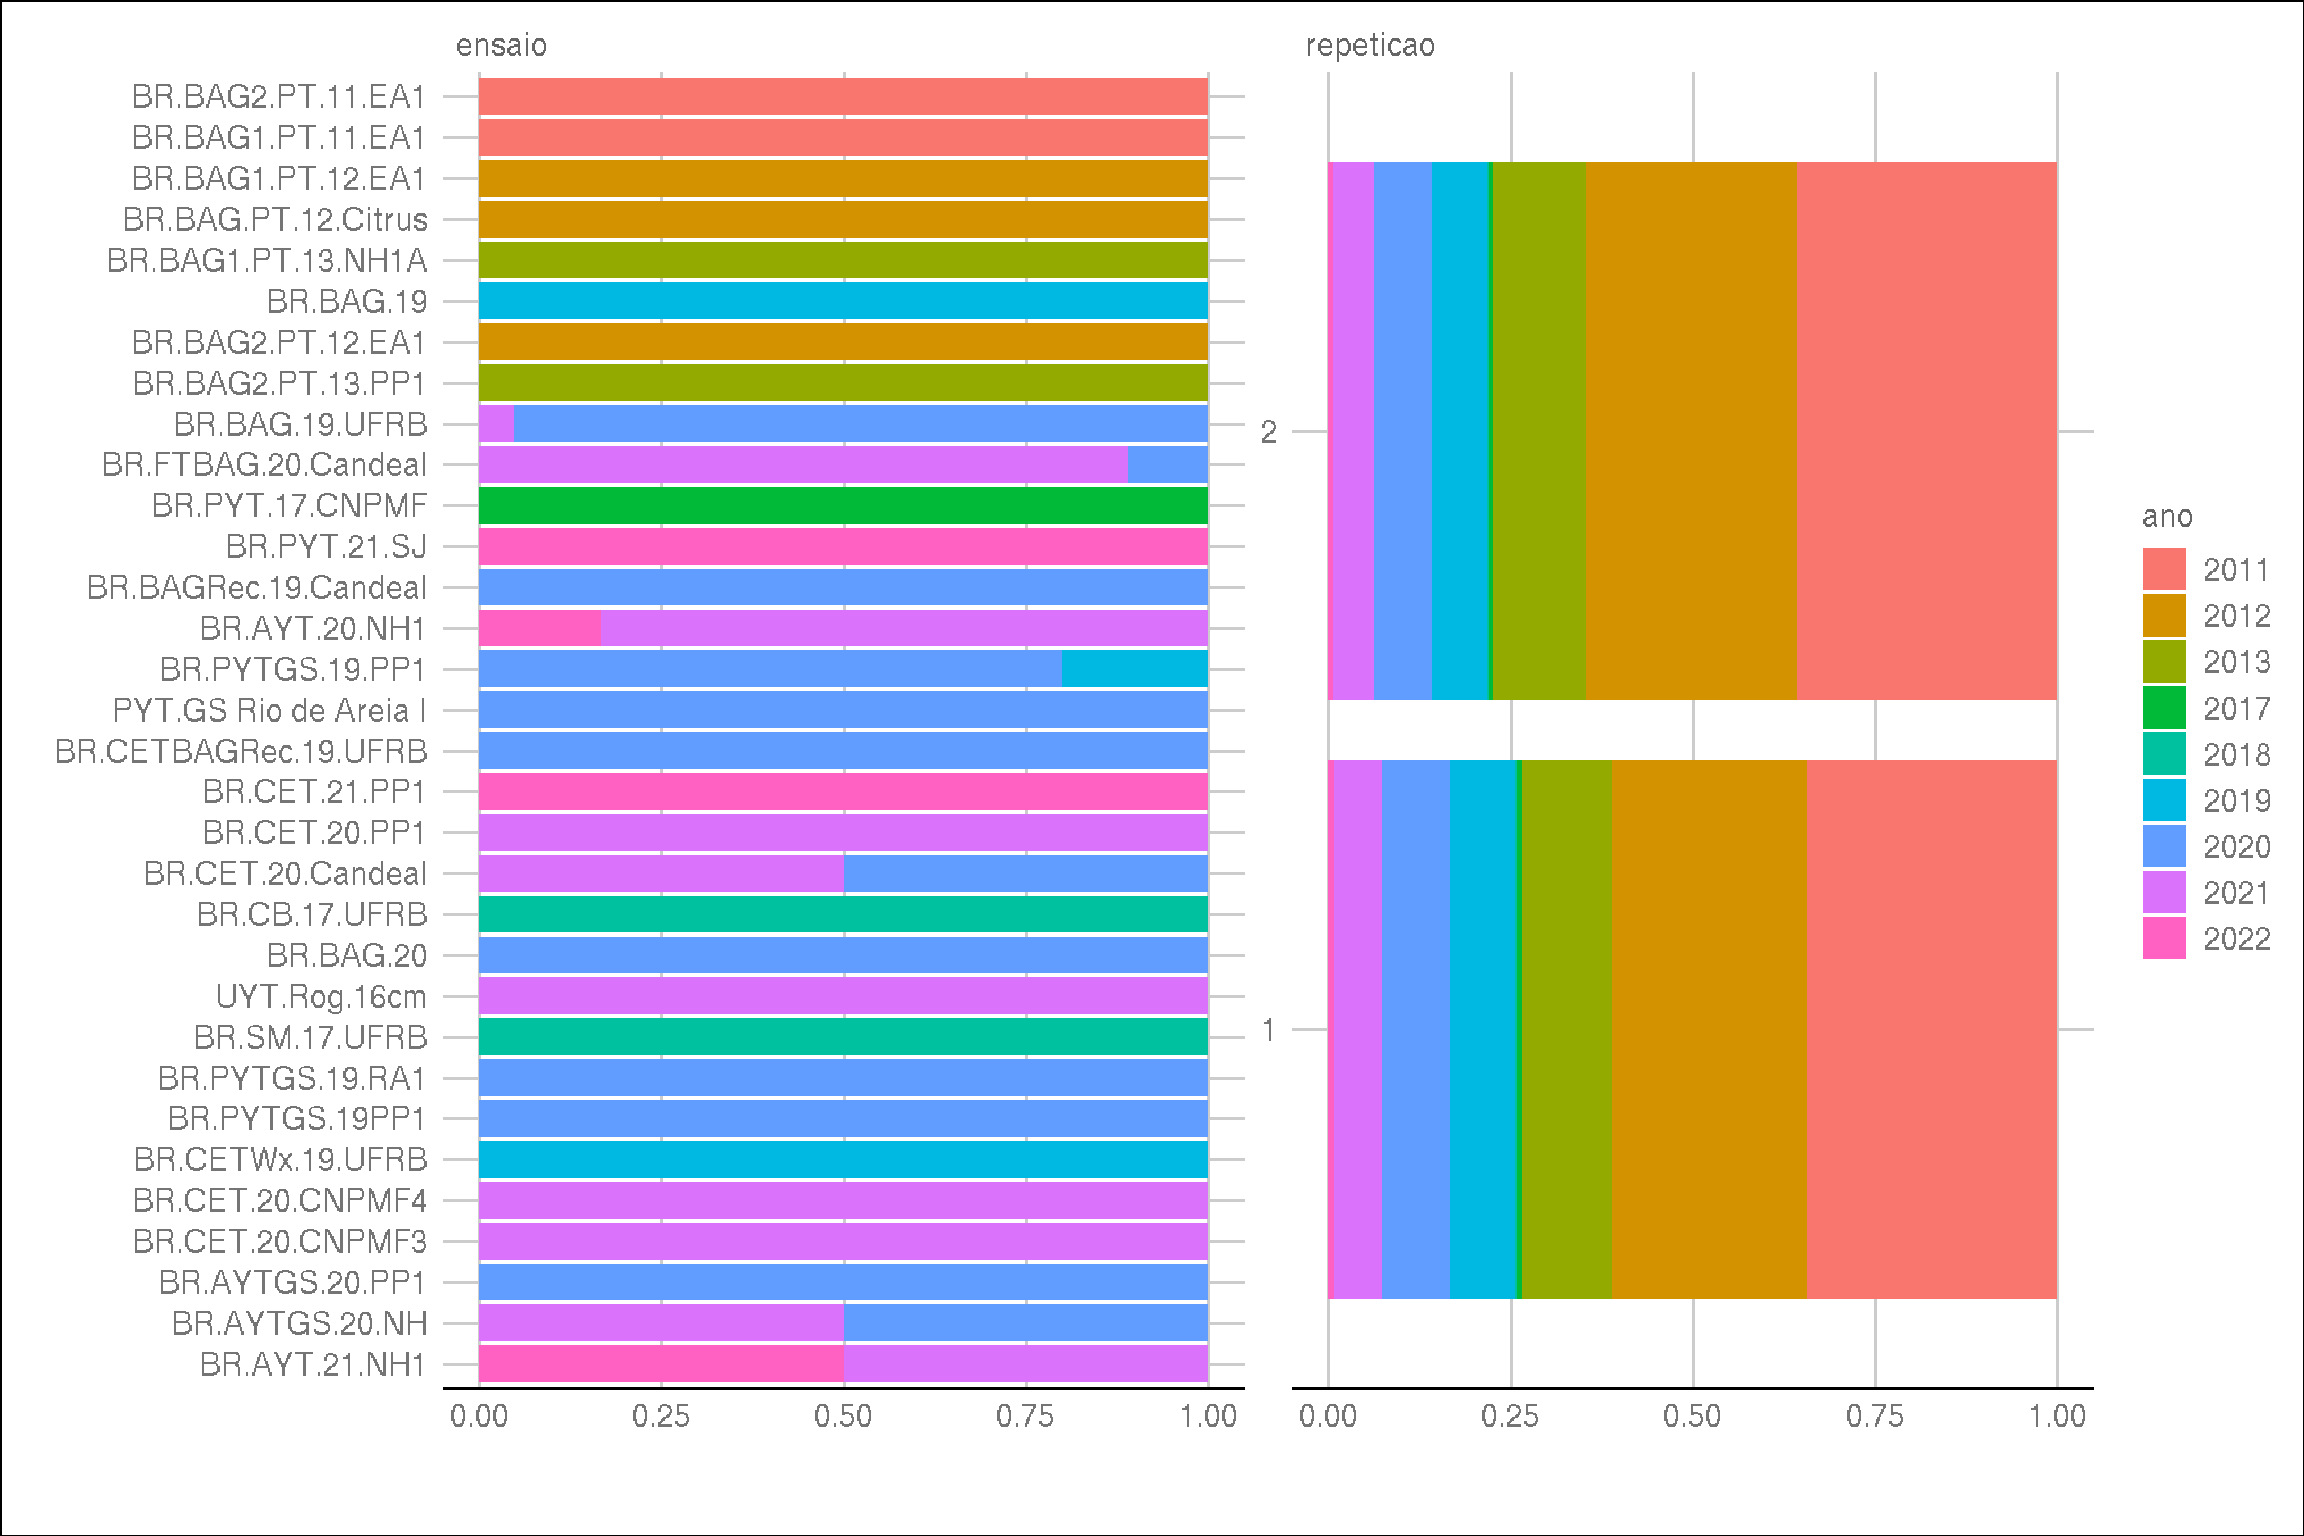 ensaio
BR.BAG2.PT.11.EA1
BR.BAG1.PT.11.EA1
BR.BAG1.PT.12.EA1
BR.BAG.PT.12.Citrus
BR.BAG1.PT.13.NH1A
BR.BAG.19
BR.BAG2.PT.12.EA1
BR.BAG2.PT.13.PP1
BR.BAG.19.UFRB
BR.FTBAG.20.Candeal
BR.PYT.17.CNPMF
BR.PYT.21.SJ
BR.BAGRec.19.Candeal
BR.AYT.20.NH1
BR.PYTGS.19.PP1
PYT.GS Rio de Areia I
BR.CETBAGRec.19.UFRB
BR.CET.21.PP1
BR.CET.20.PP1
BR.CET.20.Candeal
BR.CB.17.UFRB
BR.BAG.20
UYT.Rog.16cm
BR.SM.17.UFRB
BR.PYTGS.19.RA1
BR.PYTGS.19PP1
BR.CETWx.19.UFRB
BR.CET.20.CNPMF4
BR.CET.20.CNPMF3
BR.AYTGS.20.PP1
BR.AYTGS.20.NH
BR.AYT.21.NH1
0.00 0.25 0.50 0.75 1.00
repeticao
2
1
0.00 0.25 0.50 0.75 1.00
ano
2011
2012
2013
2017
2018
2019
2020
2021
2022